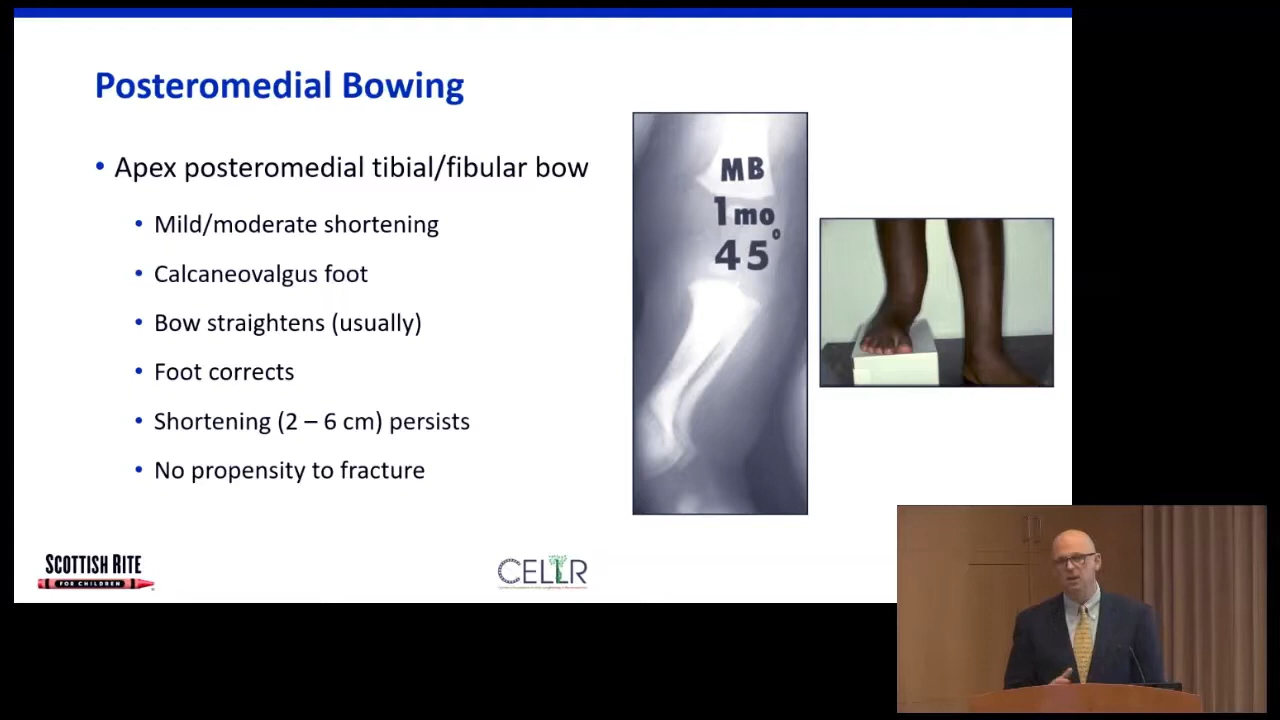 Posteromedial Bowing
• Apex posteromedial tibial/fibular bow
• Mild/moderate shortening
• Calcaneovalgus foot
• Bow straightens (usually)
• Foot corrects
• Shortening (2 – 6 cm) persists
• No propensity to fracture
MB
1mo
45°
SCOTTISH RITE
FOR CHILDREN
CELLR